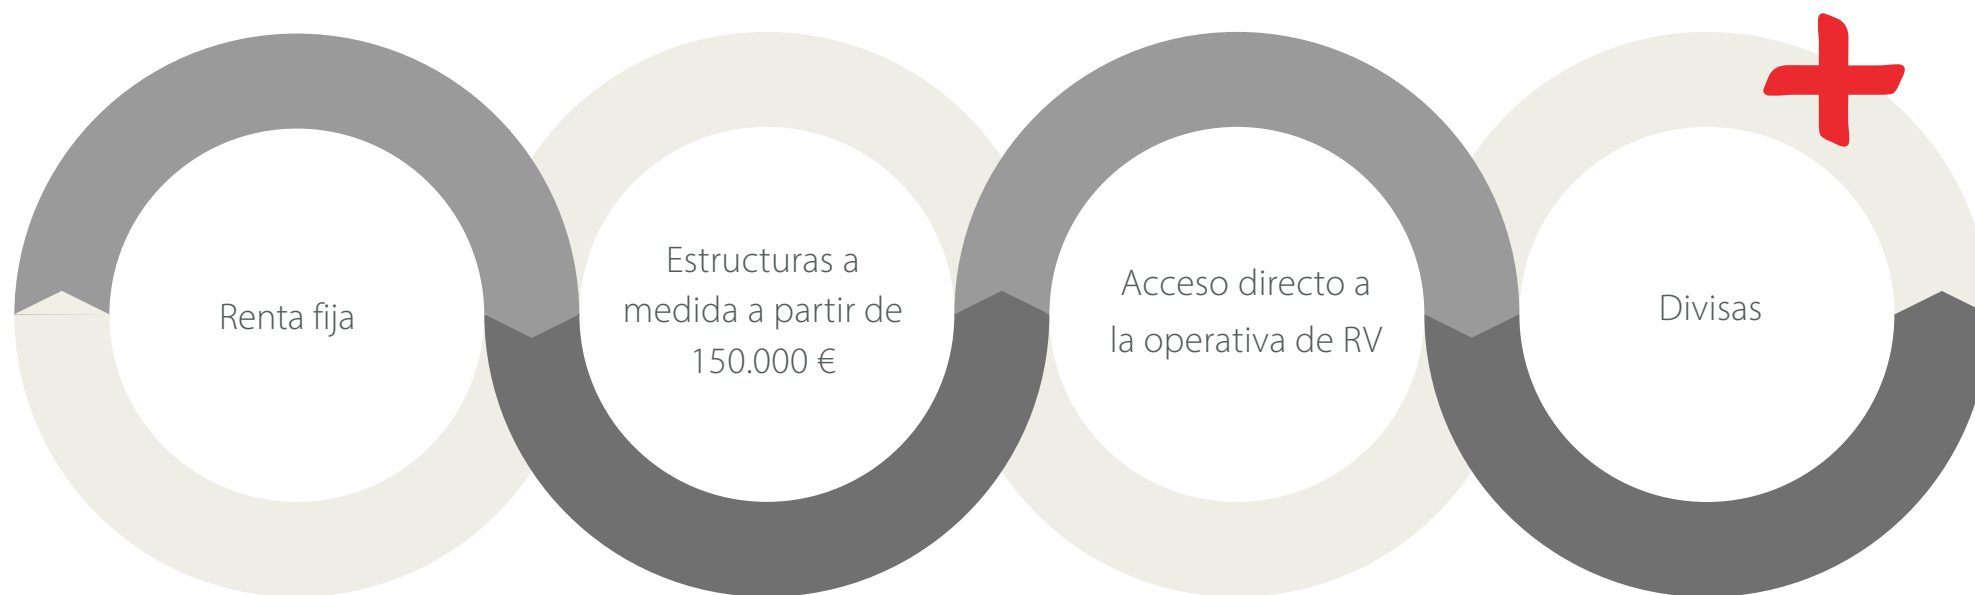 Renta fija
Estructuras a
medida a partir de
150.000 €
Acceso directo a
la operativa de RV
Divisas